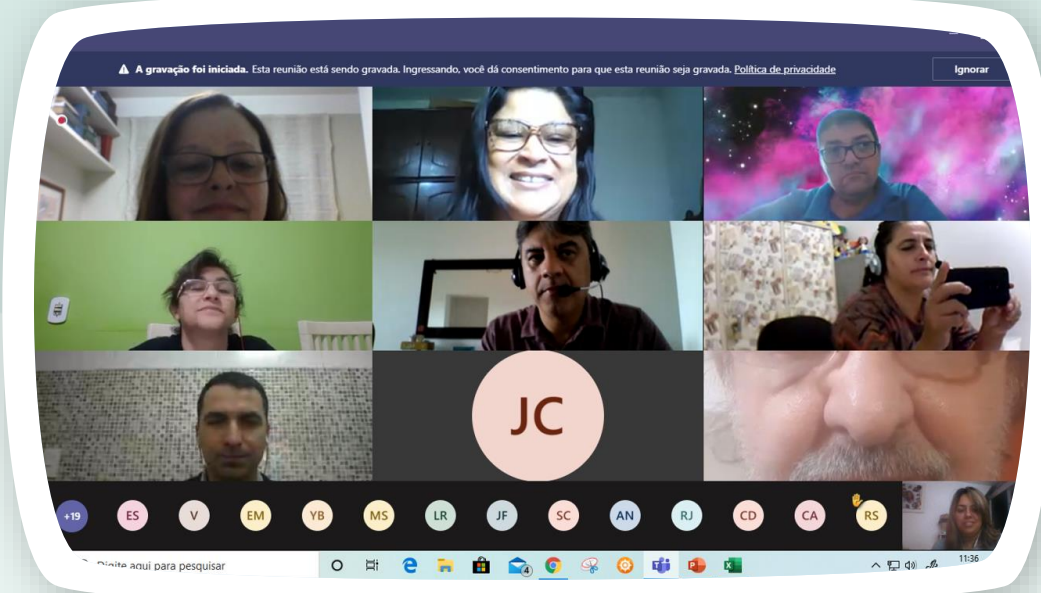 A gravação foi iniciada. Esta reunião está sendo gravada. Ingressando, você dá consentimento para que esta reunião seja gravada. Política de privacidade
Ignorar
JC
+19 ES V EM YB MS LR JF SC AN RJ CD CA RS
Digite aqui para pesquisar
4
11:36